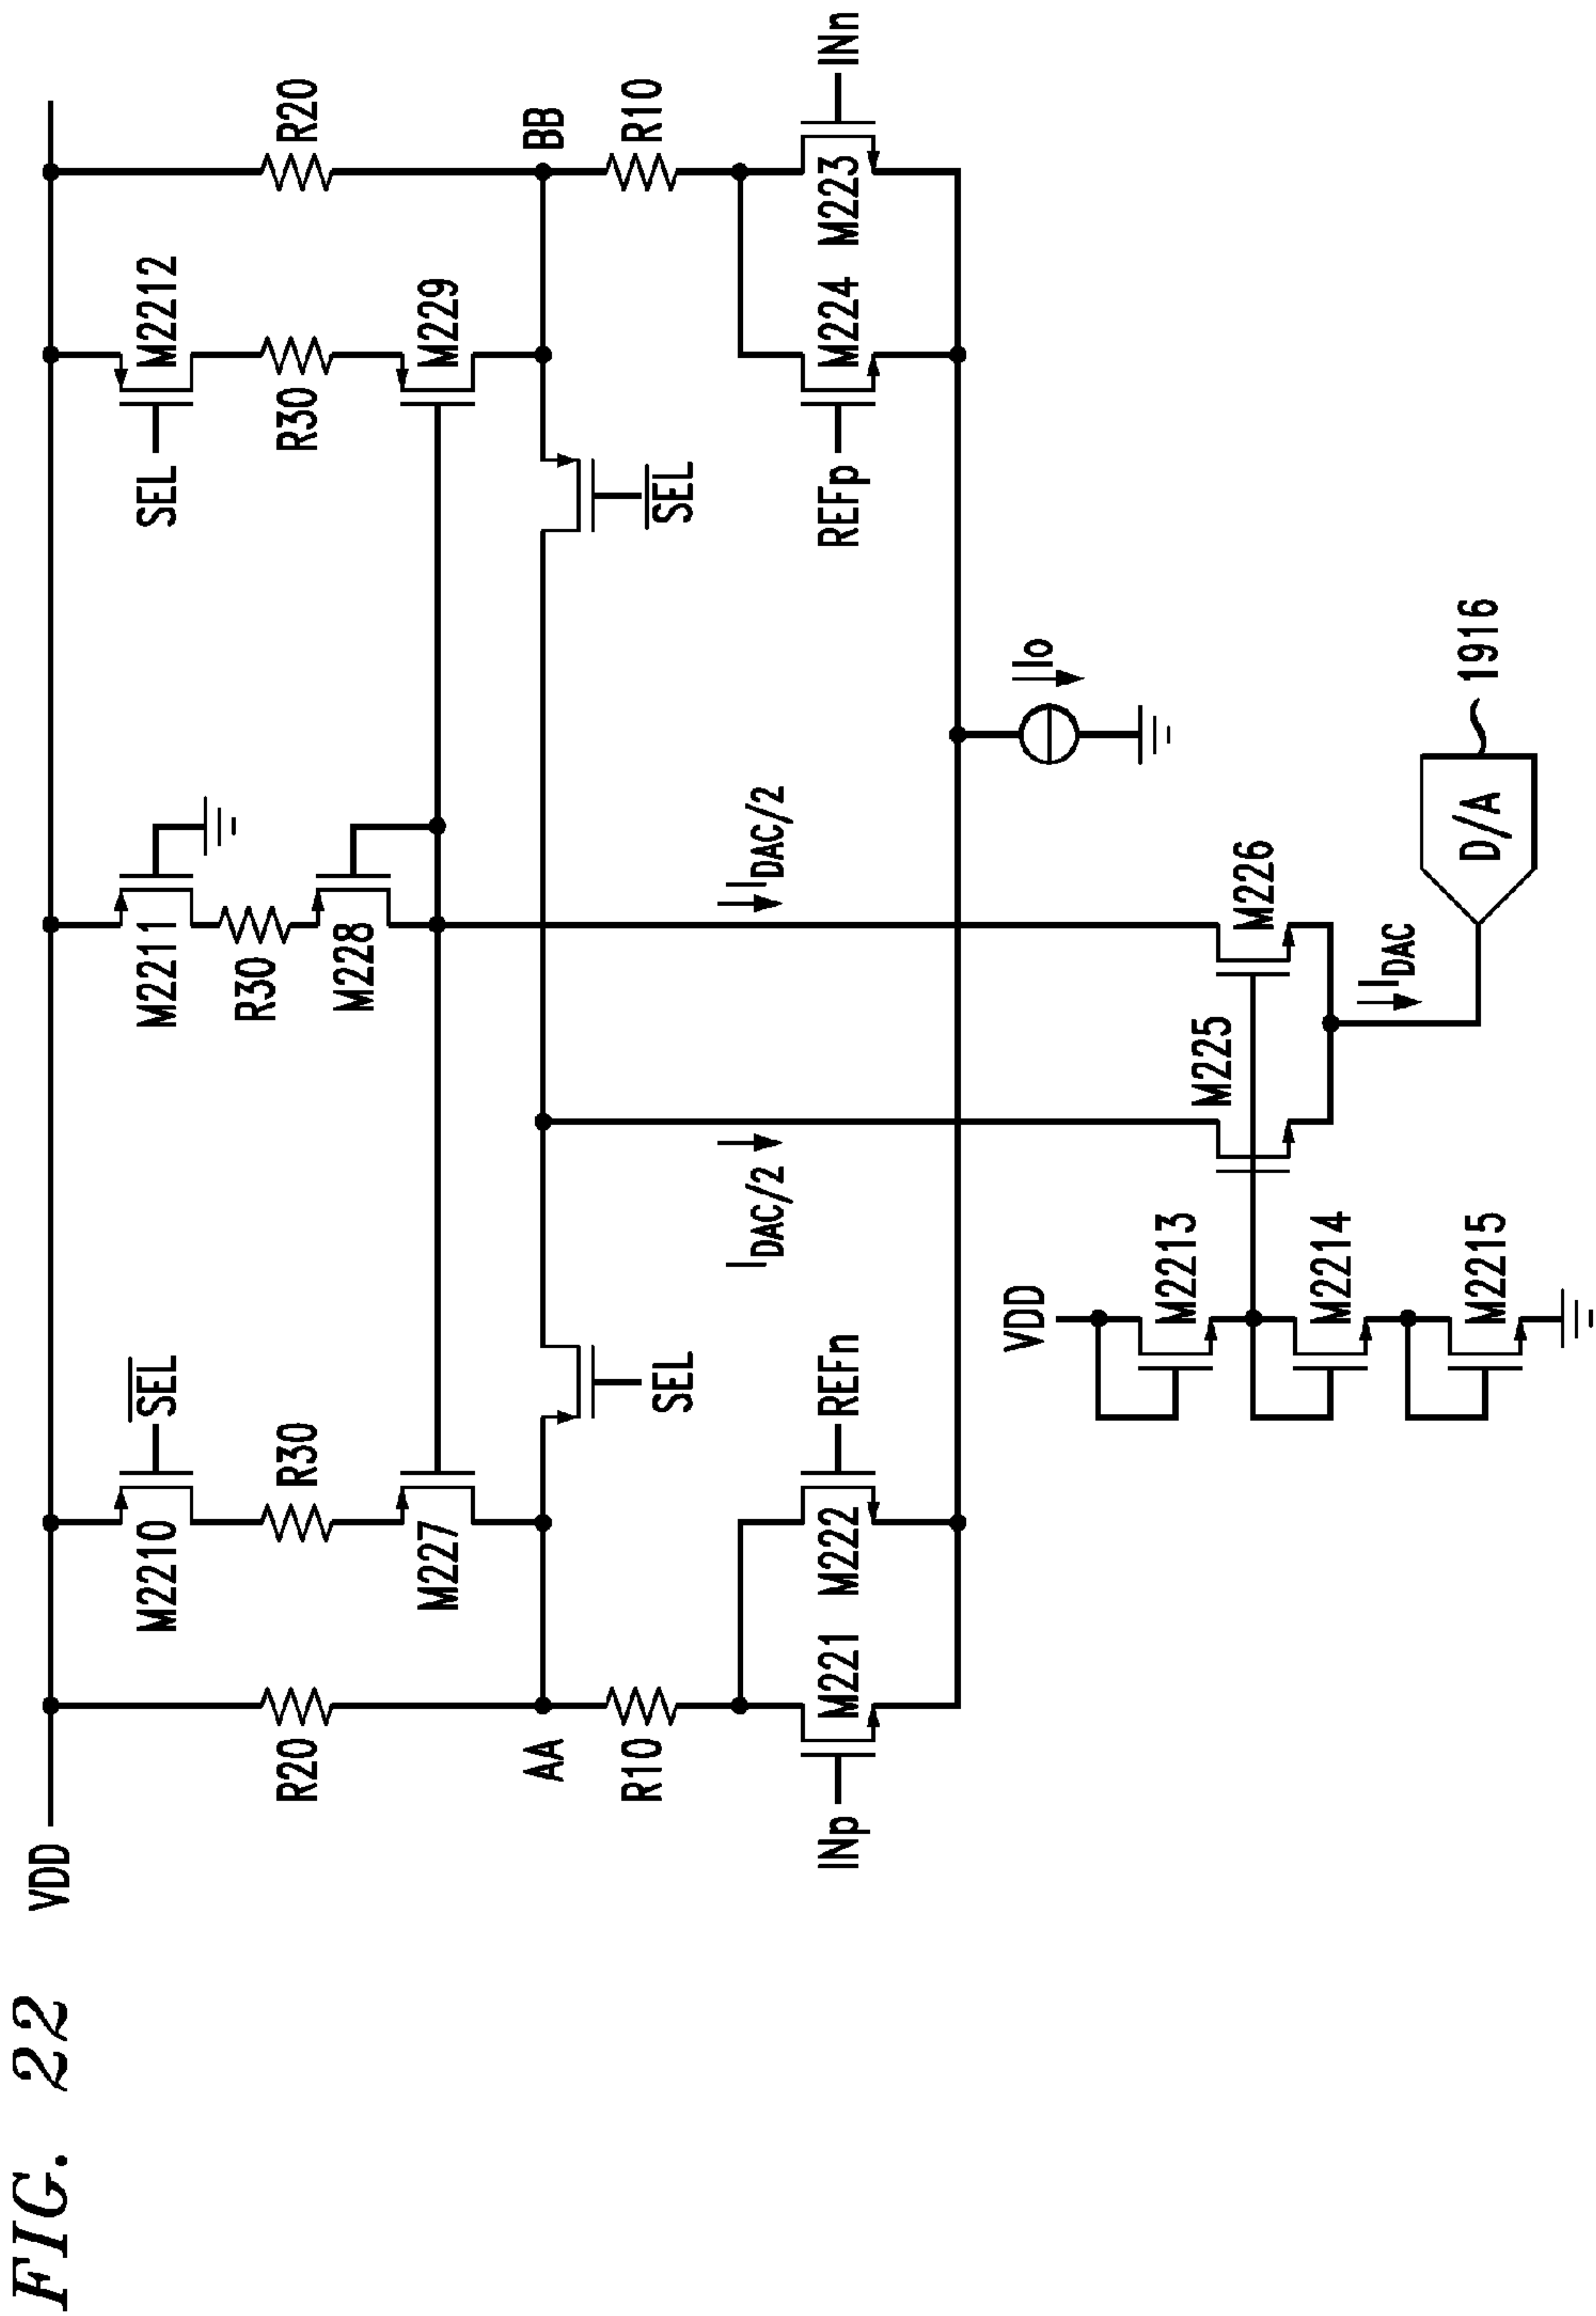 FIG. 22
VDD
M2210
S̅E̅L̅
M2211
SEL
M2212
R20
R30
R30
R30
R20
M227
M228
M229
AA
BB
R10
SEL
S̅E̅L̅
R10
IDAC/2
IDAC/2
INp
M221
M222
REFn
REFp
M224
M223
INn
Io
VDD
M2213
M225
M226
M2214
IDAC
M2215
D/A
1916